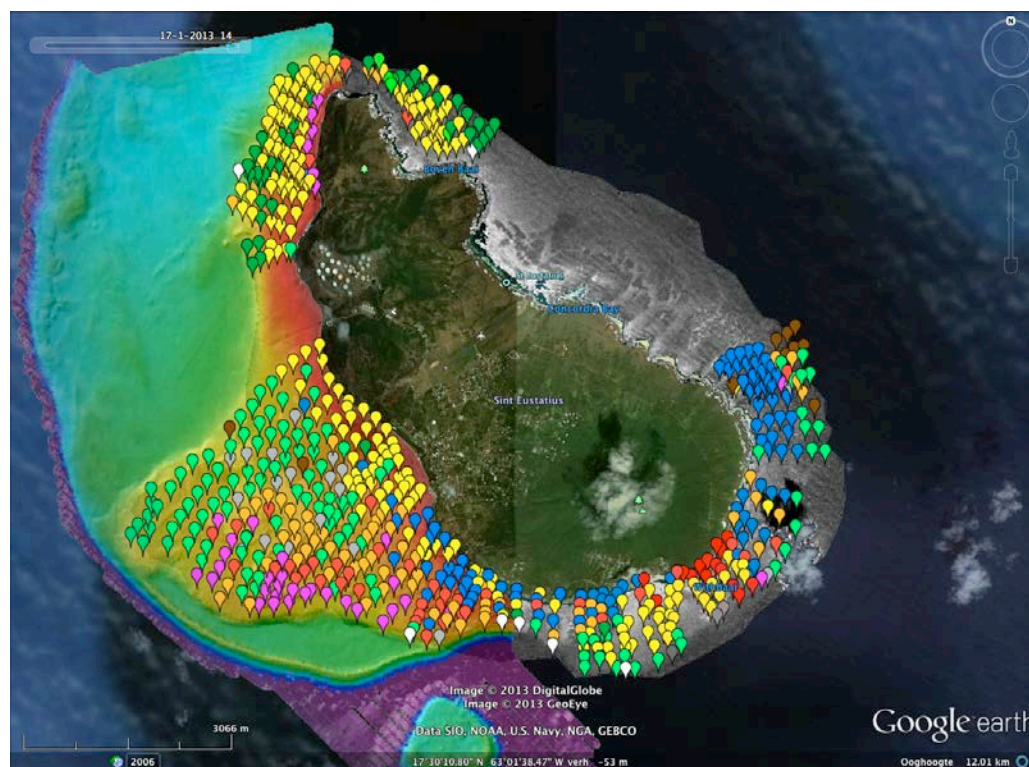 17-1-2013 14
N
Concordia Bay
Sint Eustatius
Image © 2013 DigitalGlobe
Image © 2013 GeoEye
Data SIO, NOAA, U.S. Navy, NGA, GEBCO
3066 m
Google earth
2006
17°30'10.80" N 63°01'38.47" W verh -53 m
Ooghoogte 12.01 km